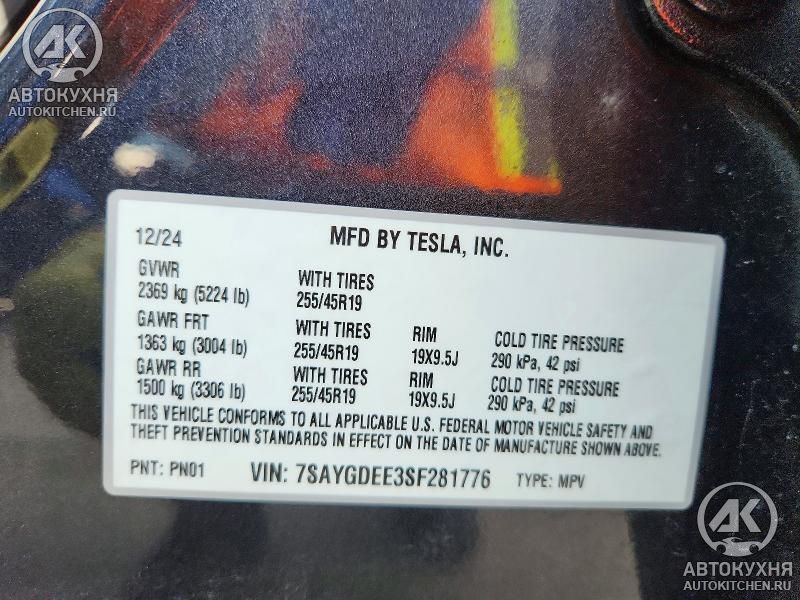 АК
АВТОКУХНЯ
AUTOKITCHEN.RU
12/24 MFD BY TESLA, INC.
GVWR WITH TIRES
2369 kg (5224 lb) 255/45R19
GAWR FRT WITH TIRES RIM COLD TIRE PRESSURE
1363 kg (3004 lb) 255/45R19 19X9.5J 290 kPa, 42 psi
GAWR RR WITH TIRES RIM COLD TIRE PRESSURE
1500 kg (3306 lb) 255/45R19 19X9.5J 290 kPa, 42 psi
THIS VEHICLE CONFORMS TO ALL APPLICABLE U.S. FEDERAL MOTOR VEHICLE SAFETY AND
THEFT PREVENTION STANDARDS IN EFFECT ON THE DATE OF MANUFACTURE SHOWN ABOVE.
PNT: PN01 VIN: 7SAYGDEE3SF281776 TYPE: MPV
АК
АВТОКУХНЯ
AUTOKITCHEN.RU